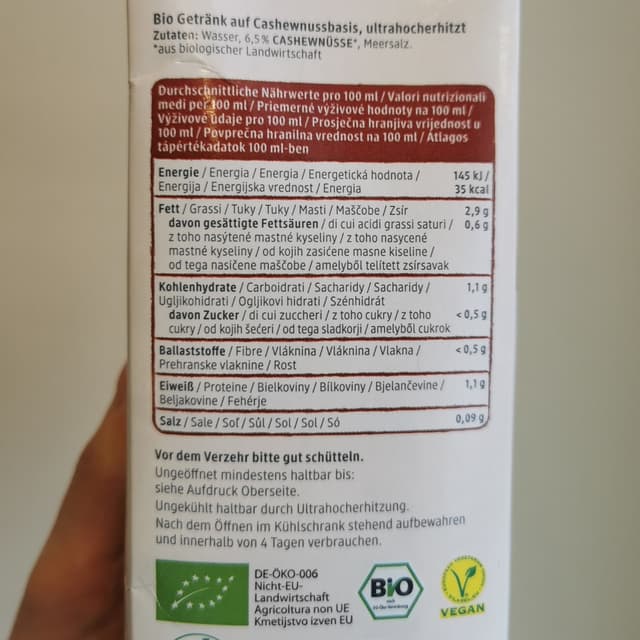 Bio Getränk auf Cashewnussbasis, ultrahocherhitzt
Zutaten: Wasser, 6,5% CASHEWNÜSSE*, Meersalz.
*aus biologischer Landwirtschaft
Durchschnittliche Nährwerte pro 100 ml / Valori nutrizionali
medi per 100 ml / Priemerné výživové hodnoty na 100 ml /
Výživové údaje pro 100 ml / Prosječna hranjiva vrijednost u
100 ml / Povprečna hranilna vrednost na 100 ml / Átlagos
tápértékadatok 100 ml-ben
Energie / Energia / Energia / Energetická hodnota / 145 kJ /
Energija / Energijska vrednost / Energia 35 kcal
Fett / Grassi / Tuky / Tuky / Masti / Maščobe / Zsír 2,9 g
davon gesättigte Fettsäuren / di cui acidi grassi saturi / 0,6 g
z toho nasýtené mastné kyseliny / z toho nasycené
mastné kyseliny / od kojih zasićene masne kiseline /
od tega nasičene maščobe / amelyből telített zsírsavak
Kohlenhydrate / Carboidrati / Sacharidy / Sacharidy / 1,1 g
Ugljikohidrati / Ogljikovi hidrati / Szénhidrát
davon Zucker / di cui zuccheri / z toho cukry / z toho < 0,5 g
cukry / od kojih šećeri / od tega sladkorji / amelyből cukrok
Ballaststoffe / Fibre / Vláknina / Vláknina / Vlakna / < 0,5 g
Prehranske vlaknine / Rost
Eiweiß / Proteine / Bielkoviny / Bílkoviny / Bjelančevine / 1,1 g
Beljakovine / Fehérje
Salz / Sale / Soľ / Sůl / Sol / Sol / Só 0,09 g
Vor dem Verzehr bitte gut schütteln.
Ungeöffnet mindestens haltbar bis:
siehe Aufdruck Oberseite.
Ungekühlt haltbar durch Ultrahocherhitzung.
Nach dem Öffnen im Kühlschrank stehend aufbewahren
und innerhalb von 4 Tagen verbrauchen.
DE-ÖKO-006
Nicht-EU-
Landwirtschaft
Agricoltura non UE
Kmetijstvo izven EU
Bio
nach
EG-Öko-Verordnung
V
VEGAN